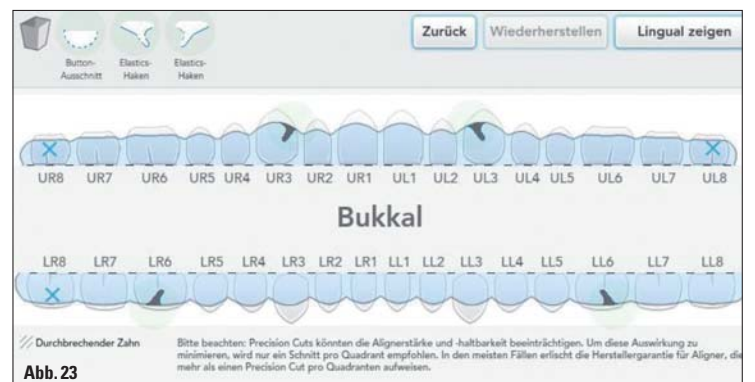 Zurück Wiederherstellen Lingual zeigen
Button-Ausschnitt
Elastics-Haken
Elastics-Haken
UR8 UR7 UR6 UR5 UR4 UR3 UR2 UR1 UL1 UL2 UL3 UL4 UL5 UL6 UL7 UL8
Bukkal
LR8 LR7 LR6 LR5 LR4 LR3 LR2 LR1 LL1 LL2 LL3 LL4 LL5 LL6 LL7 LL8
Durchbrechender Zahn
Bitte beachten: Precision Cuts könnten die Alignerstärke und -haltbarkeit beeinträchtigen. Um diese Auswirkung zu
minimieren, wird nur ein Schnitt pro Quadrant empfohlen. In den meisten Fällen erlischt die Herstellergarantie für Aligner, die
mehr als einen Precision Cut pro Quadranten aufweisen.
Abb. 23